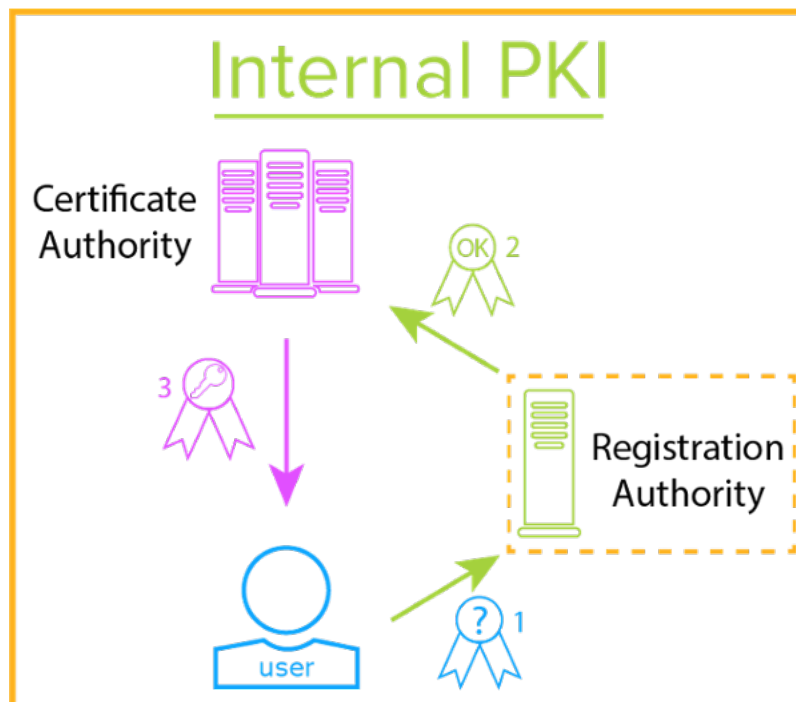 Internal PKI
Certificate
Authority
OK 2
3
Registration
Authority
user
? 1